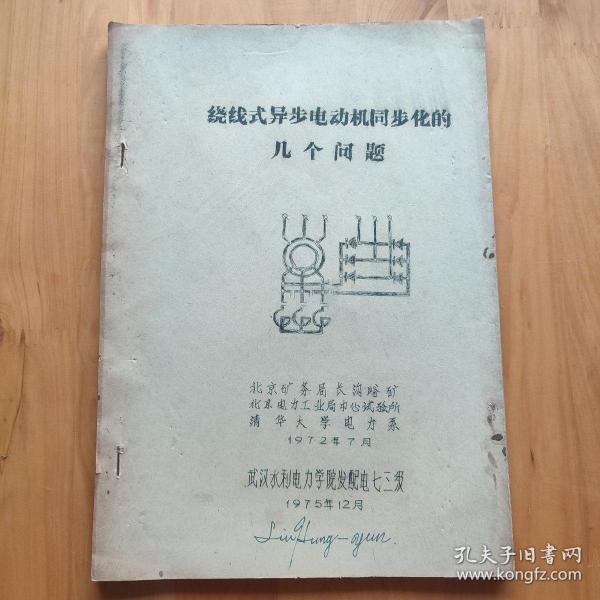 绕线式异步电动机同步化的
几个问题
北京矿务局长沟峪矿
北京电力工业局中心试验所
清华大学电力系
1972年7月
武汉水利电力学院发配电七三级
1975年12月
孔夫子旧书网
www.kongfz.com